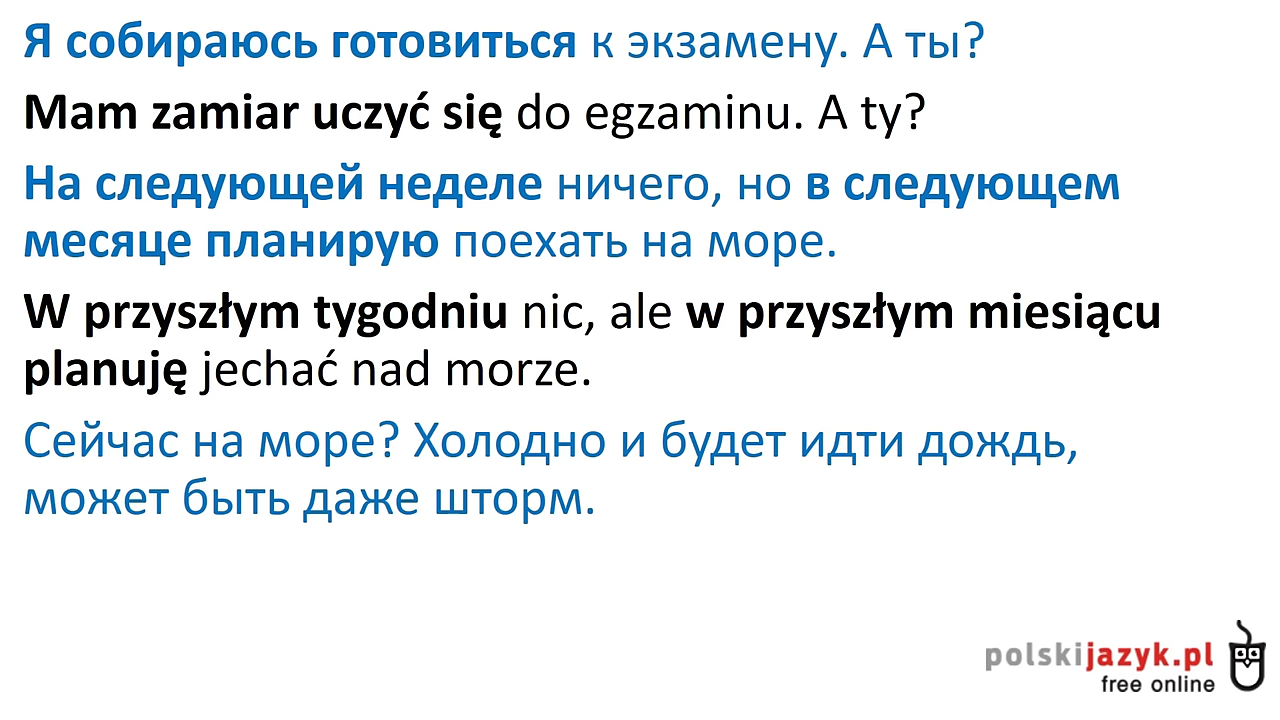 Я собираюсь готовиться к экзамену. А ты?
Mam zamiar uczyć się do egzaminu. A ty?
На следующей неделе ничего, но в следующем
месяце планирую поехать на море.
W przyszłym tygodniu nic, ale w przyszłym miesiącu
planuję jechać nad morze.
Сейчас на море? Холодно и будет идти дождь,
может быть даже шторм.
polskijazyk.pl
free online